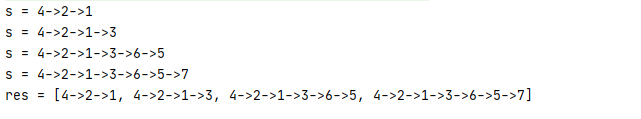 s = 4->2->1
s = 4->2->1->3
s = 4->2->1->3->6->5
s = 4->2->1->3->6->5->7
res = [4->2->1, 4->2->1->3, 4->2->1->3->6->5, 4->2->1->3->6->5->7]